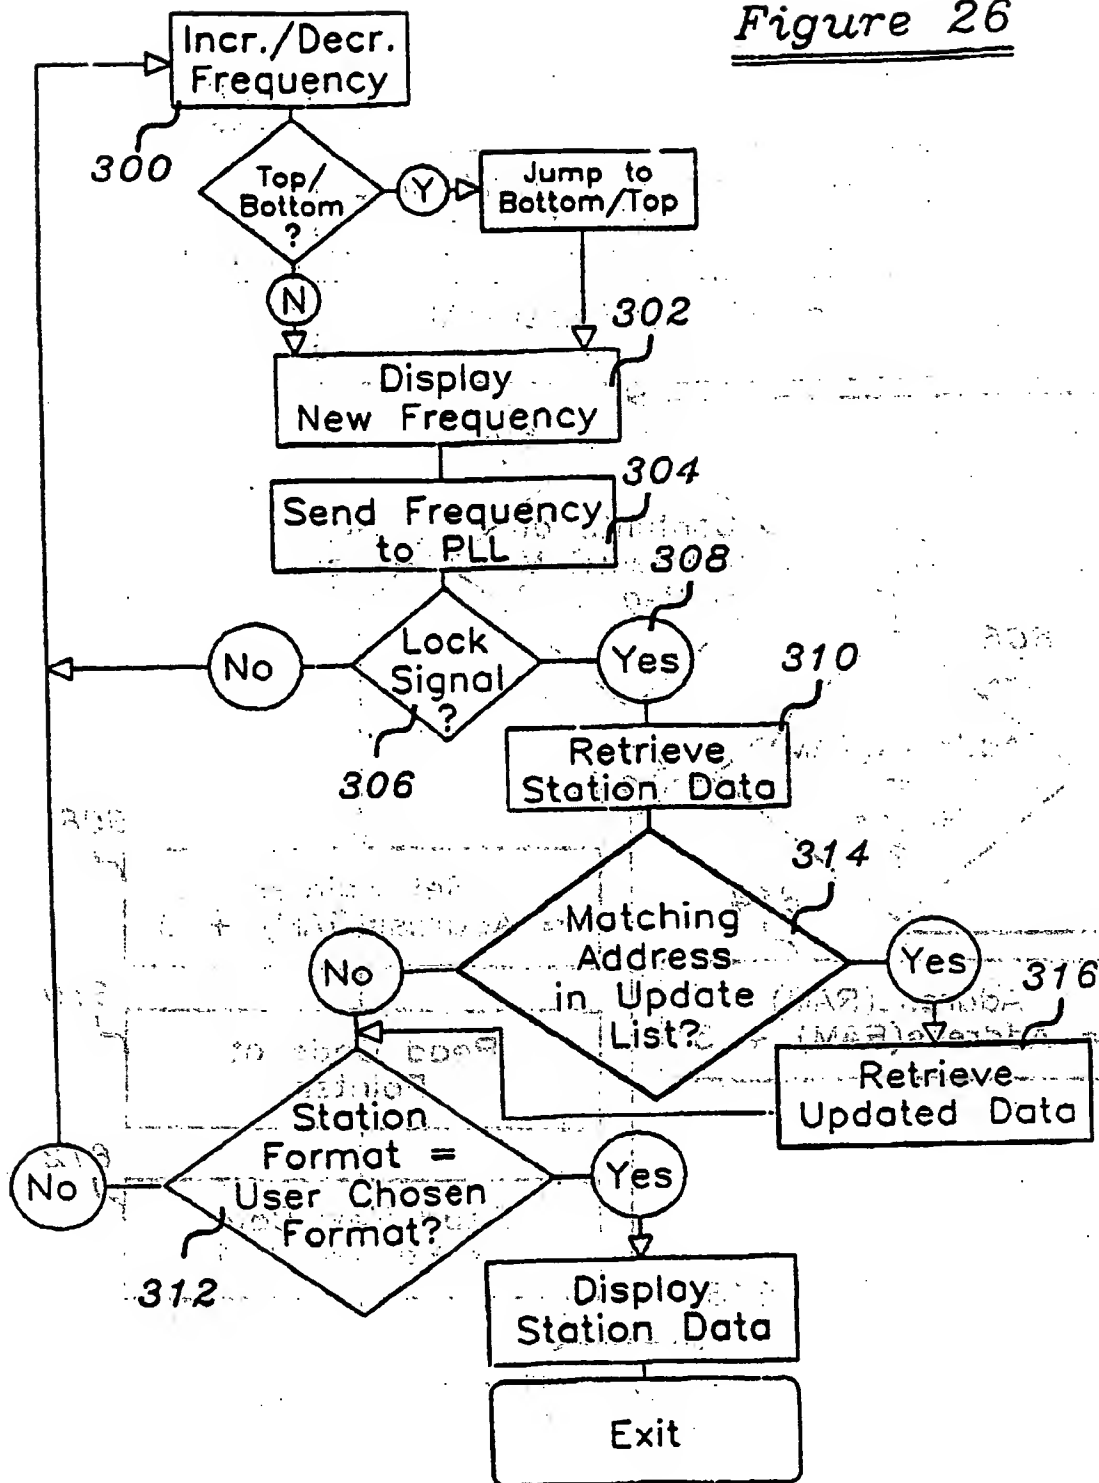 Figure 26
Incr./Decr.
Frequency
300
Top/
Bottom
?
Y
Jump to
Bottom/Top
N
302
Display
New Frequency
304
Send Frequency
to PLL
308
Lock
Signal
?
No
Yes
306
310
Retrieve
Station Data
314
Matching
Address
in Update
List?
No
Yes
316
Retrieve
Updated Data
Station
Format =
User Chosen
Format?
No
Yes
312
Display
Station Data
Exit